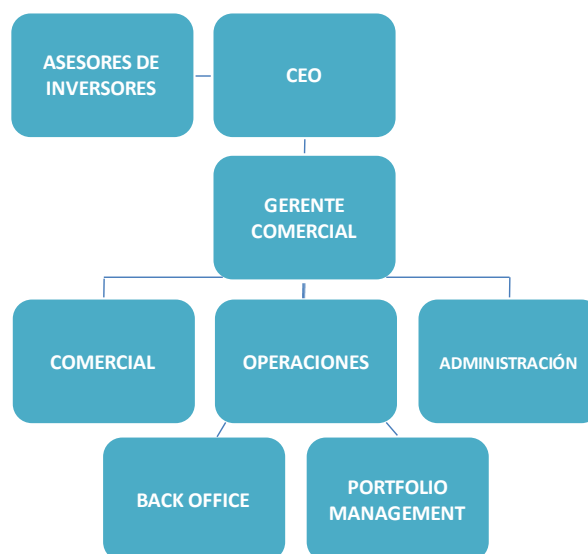 ASESORES DE
INVERSORES
CEO
GERENTE
COMERCIAL
COMERCIAL
OPERACIONES
ADMINISTRACIÓN
BACK OFFICE
PORTFOLIO
MANAGEMENT